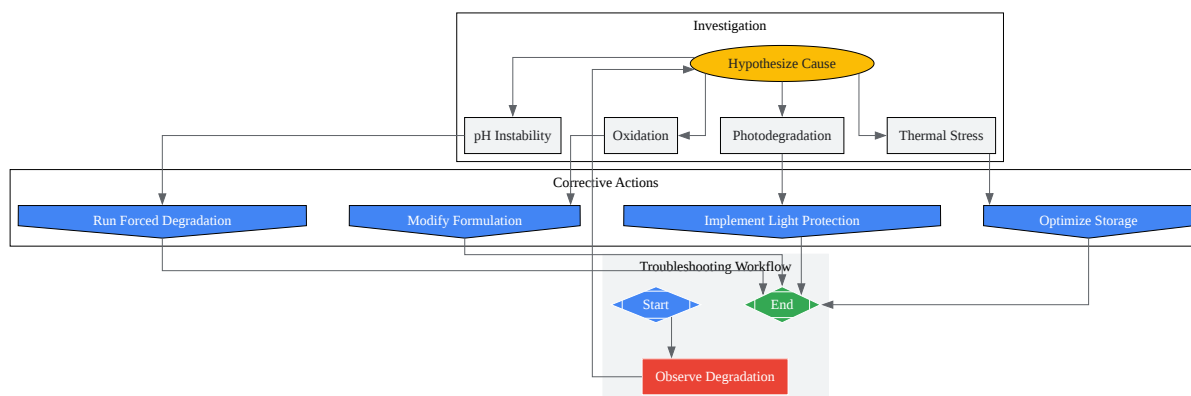 Investigation
Hypothesize Cause
pH Instability
Oxidation
Photodegradation
Thermal Stress
Corrective Actions
Run Forced Degradation
Modify Formulation
Implement Light Protection
Optimize Storage
Troubleshooting Workflow
Start
End
Observe Degradation